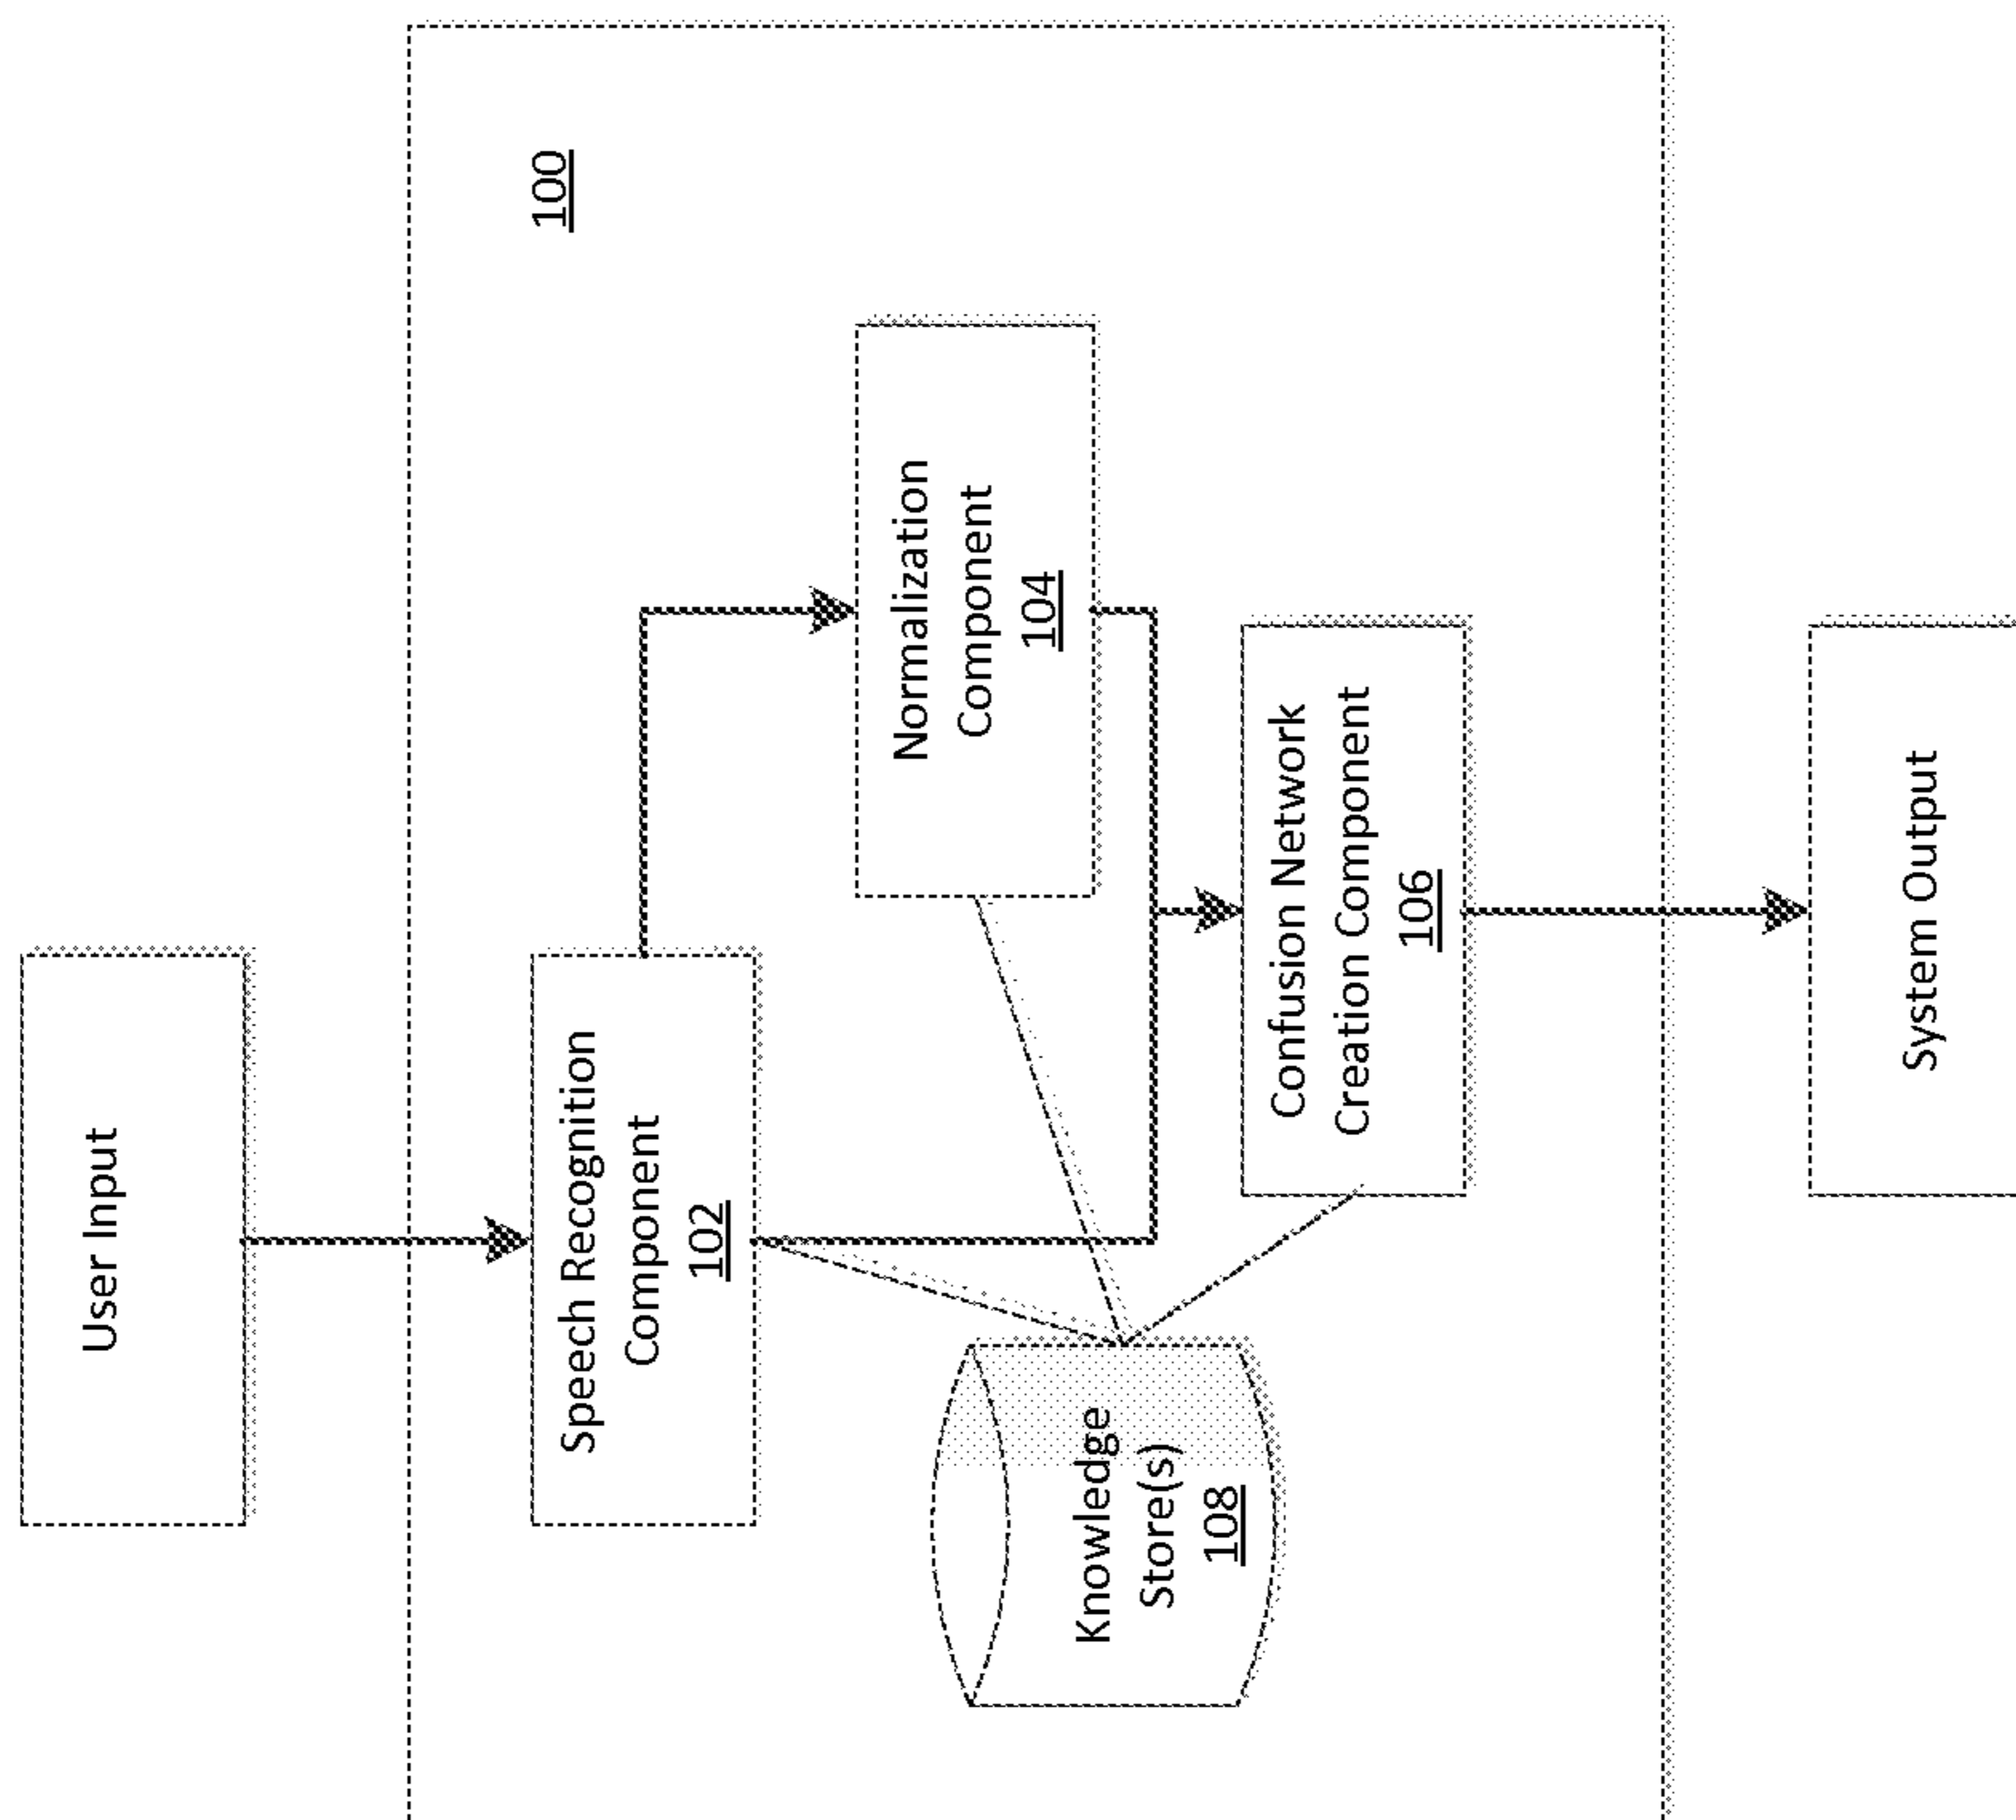 User Input
100
Speech Recognition
Component
102
Normalization
Component
104
Knowledge
Store(s)
108
Confusion Network
Creation Component
106
System Output